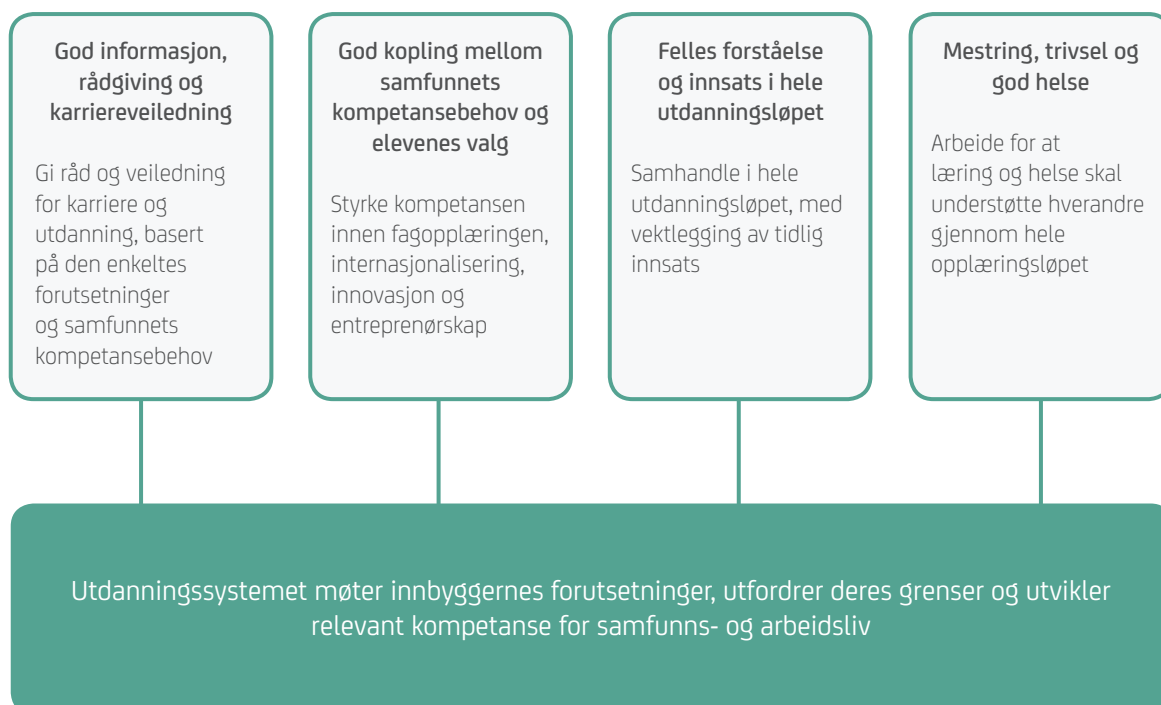 God informasjon,
rådgiving og
karriereveiledning
Gi råd og veiledning
for karriere og
utdanning, basert
på den enkeltes
forutsetninger
og samfunnets
kompetansebehov
God kopling mellom
samfunnets
kompetansebehov og
elevenes valg
Styrke kompetansen
innen fagopplæringen,
internasjonalisering,
innovasjon og
entreprenørskap
Felles forståelse
og innsats i hele
utdanningsløpet
Samhandle i hele
utdanningsløpet, med
vektlegging av tidlig
innsats
Mestring, trivsel og
god helse
Arbeide for at
læring og helse skal
understøtte hverandre
gjennom hele
opplæringsløpet
Utdanningssystemet møter innbyggernes forutsetninger, utfordrer deres grenser og utvikler
relevant kompetanse for samfunns- og arbeidsliv